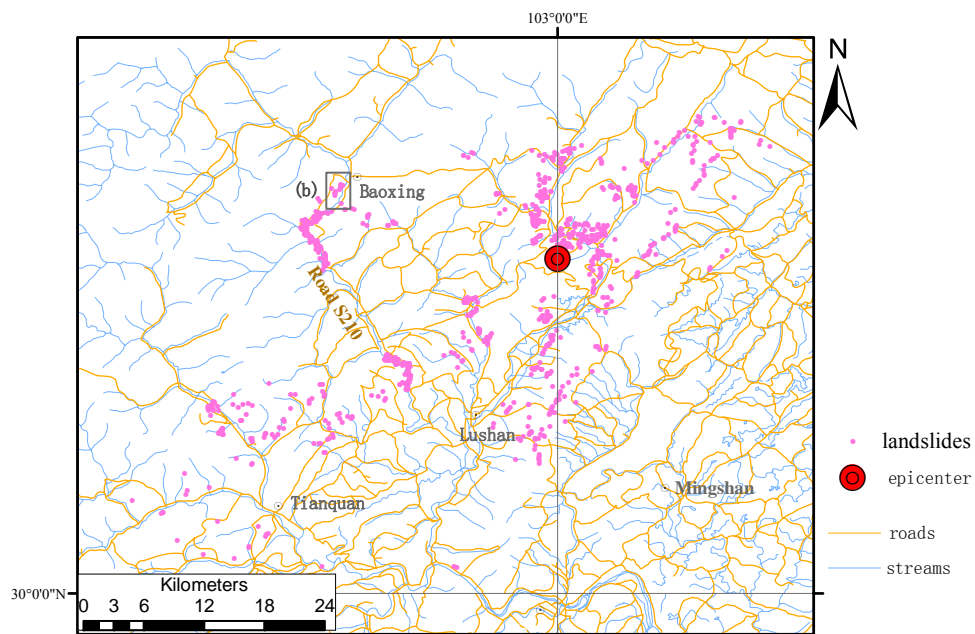 103°0'0"E
N
(b)
Baoxing
Road S210
Lushan
Mingshan
Tianquan
landslides
epicenter
roads
streams
Kilometers
0 3 6 12 18 24
30°0'0"N